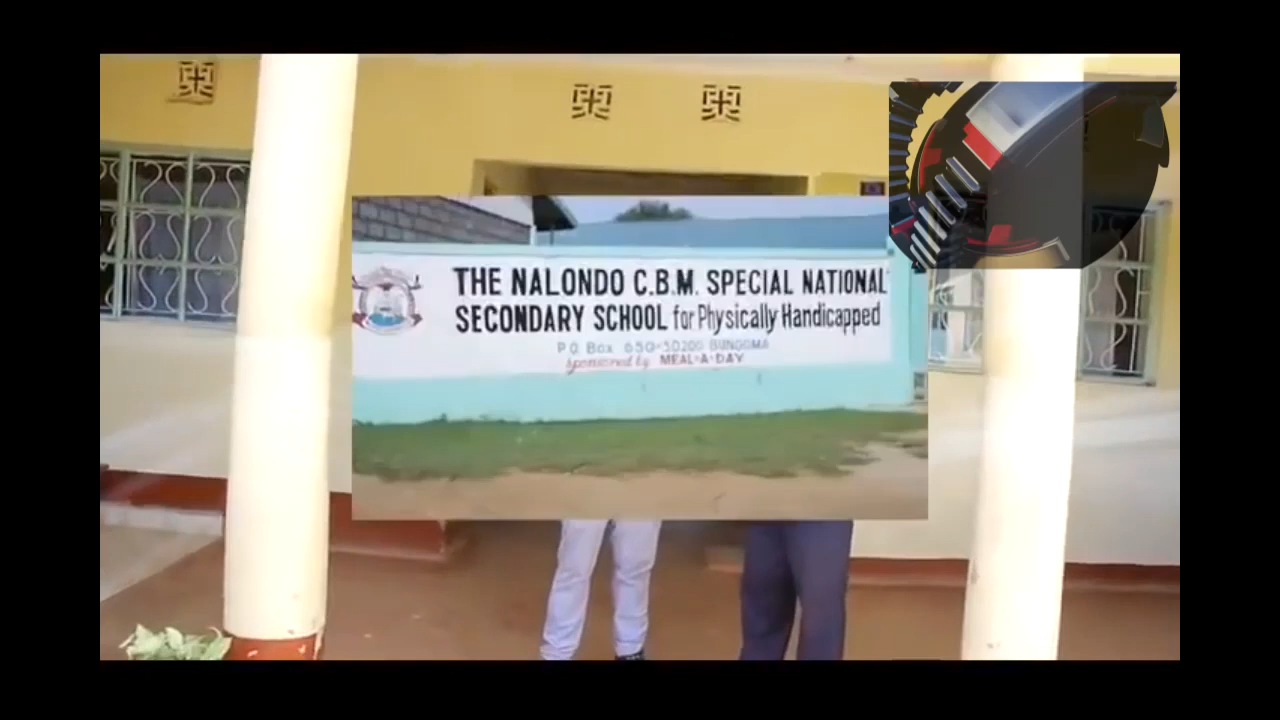 THE NALONDO C.B.M. SPECIAL NATIONAL
SECONDARY SCHOOL for Physically Handicapped
P.O. Box 650-50200 BUNGOMA
sponsored by MEAL-A-DAY